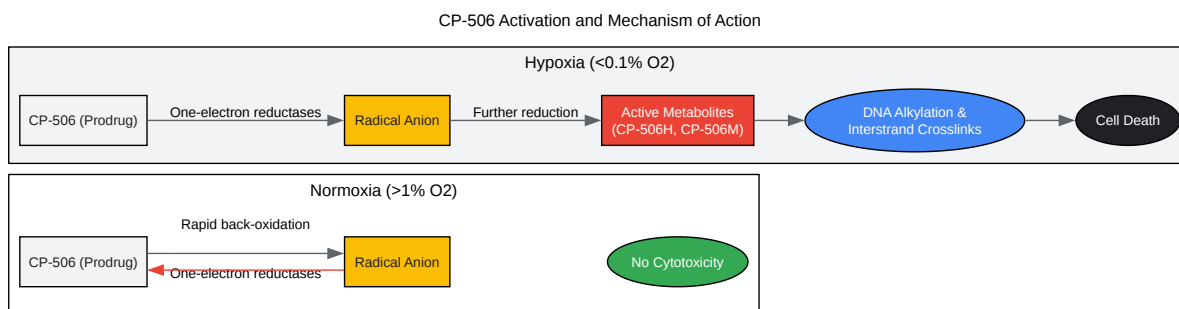 CP-506 Activation and Mechanism of Action
Hypoxia (<0.1% O2)
CP-506 (Prodrug)
One-electron reductases
Radical Anion
Further reduction
Active Metabolites
(CP-506H, CP-506M)
DNA Alkylation &
Interstrand Crosslinks
Cell Death
Normoxia (>1% O2)
Rapid back-oxidation
CP-506 (Prodrug)
One-electron reductases
Radical Anion
No Cytotoxicity